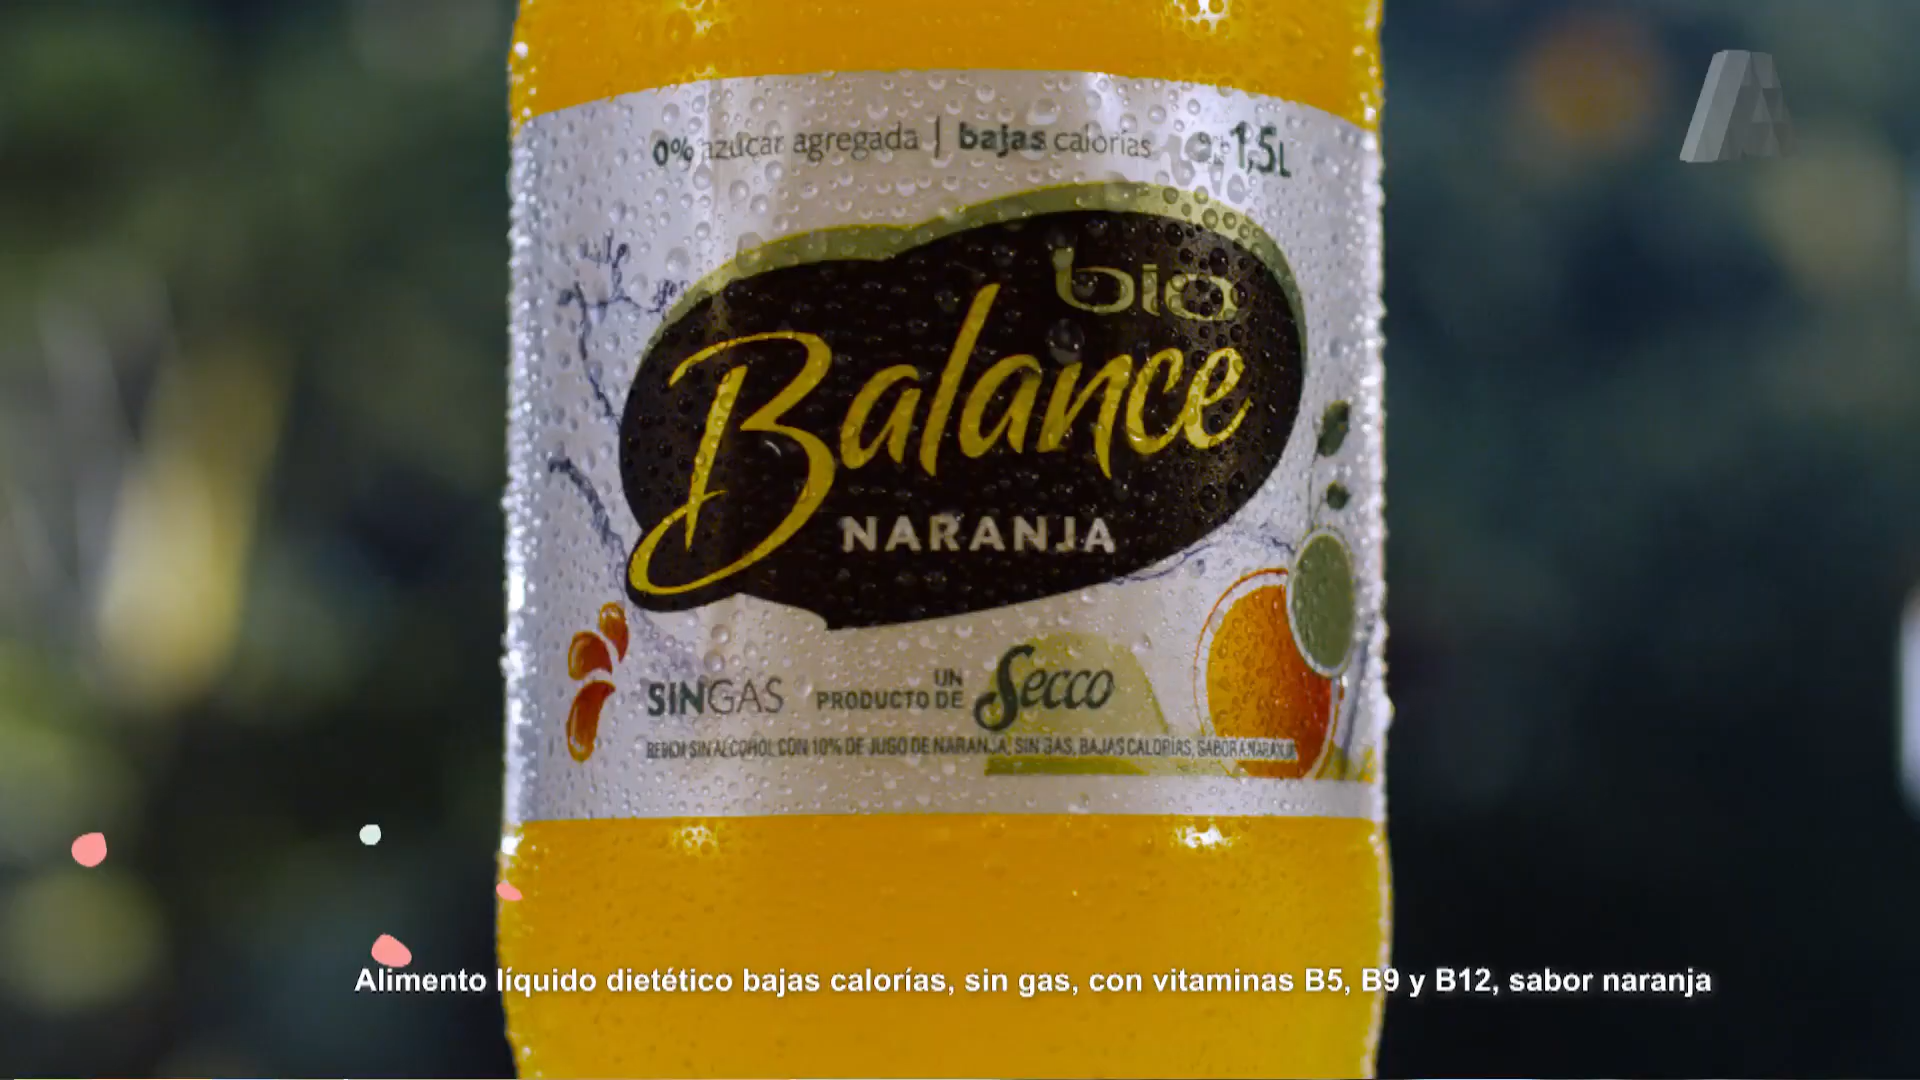 0% azúcar agregada | bajas calorías 1,5L
bio
Balance
NARANJA
SINGAS
UN
PRODUCTO DE
Secco
BEBIDA SIN ALCOHOL CON 10% DE JUGO DE NARANJA, SIN GAS, BAJAS CALORÍAS, SABOR A NARANJA
Alimento líquido dietético bajas calorías, sin gas, con vitaminas B5, B9 y B12, sabor naranja